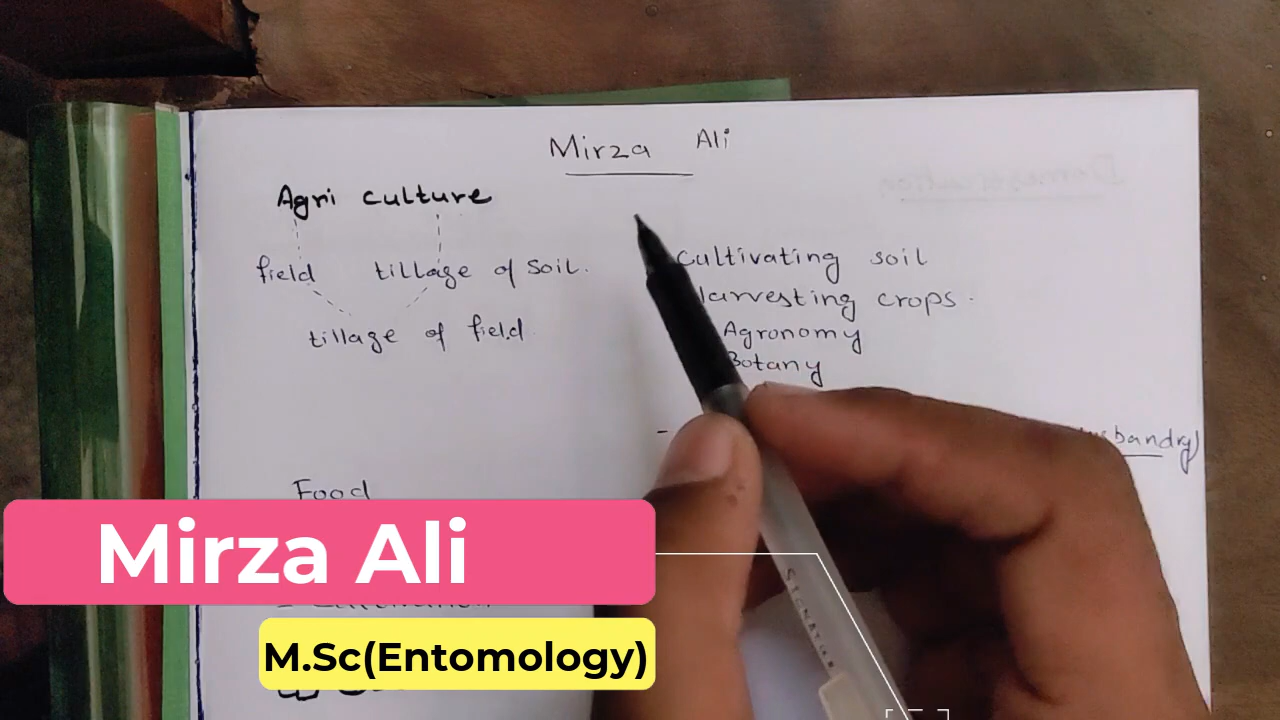 Mirza Ali
Agri culture
field tillage of soil.
tillage of field
cultivating soil
Harvesting crops.
Agronomy
Botany
Food
Mirza Ali
M.Sc(Entomology)